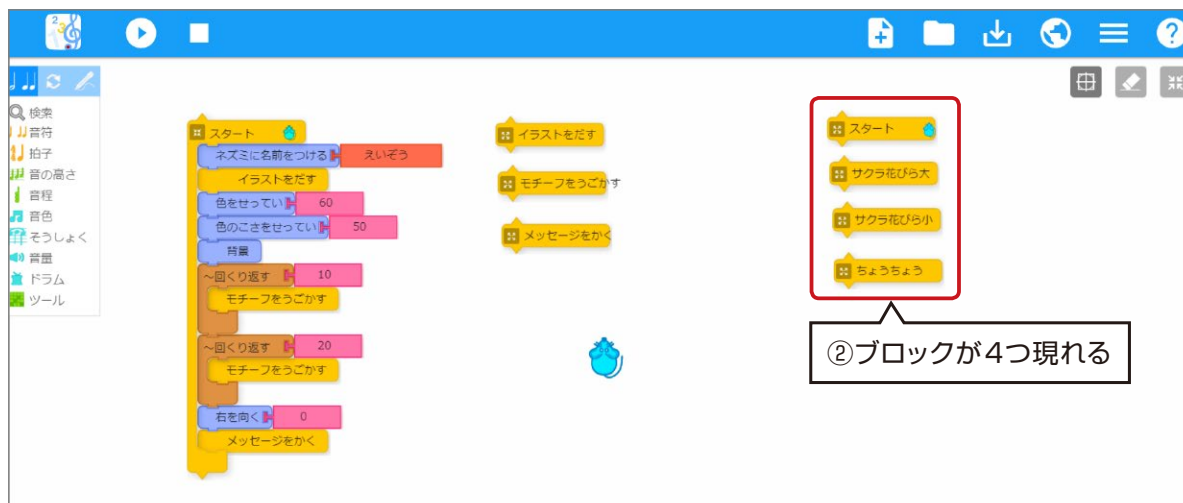 検索
音符
拍子
音の高さ
音程
音色
そうしょく
音量
ドラム
ツール
スタート
ネズミに名前をつける えいぞう
イラストをだす
色をせってい 60
色のこさをせってい 50
背景
～回くり返す 10
モチーフをうごかす
～回くり返す 20
モチーフをうごかす
右を向く 0
メッセージをかく
イラストをだす
モチーフをうごかす
メッセージをかく
スタート
サクラ花びら大
サクラ花びら小
ちょうちょう
②ブロックが4つ現れる